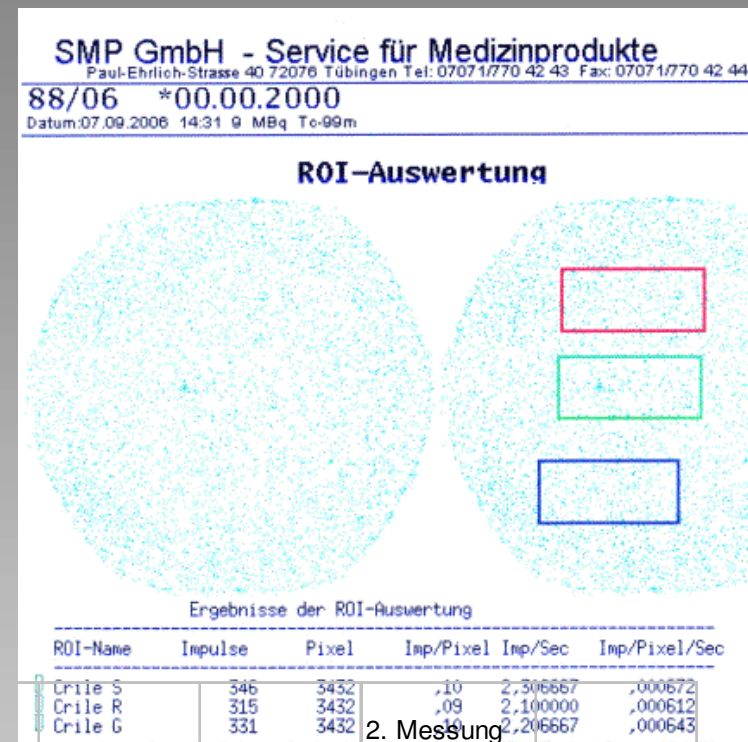 SMP GmbH - Service für Medizinprodukte
Paul-Ehrlich-Strasse 40 72076 Tübingen Tel: 07071/770 42 43 Fax: 07071/770 42 44
88/06 *00.00.2000
Datum:07.09.2006 14:31 9 MBq Tc-99m
ROI-Auswertung
Ergebnisse der ROI-Auswertung
ROI-Name Impulse Pixel Imp/Pixel Imp/Sec Imp/Pixel/Sec
Crile S 346 3432 ,10 2,306667 ,000672
Crile R 315 3432 ,09 2,100000 ,000612
Crile G 331 3432 ,10 2,206667 ,000643
2. Messung